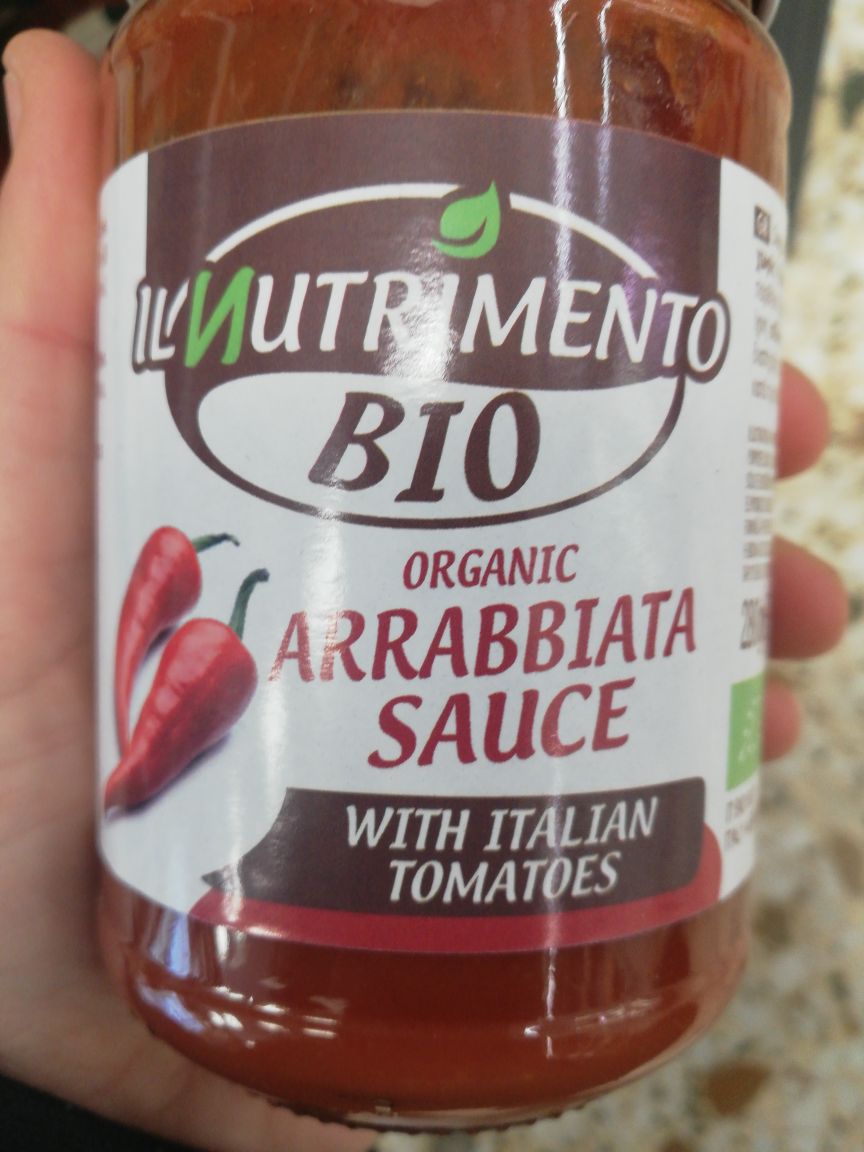 IL NUTRIMENTO
BIO
ORGANIC
ARRABBIATA
SAUCE
WITH ITALIAN
TOMATOES